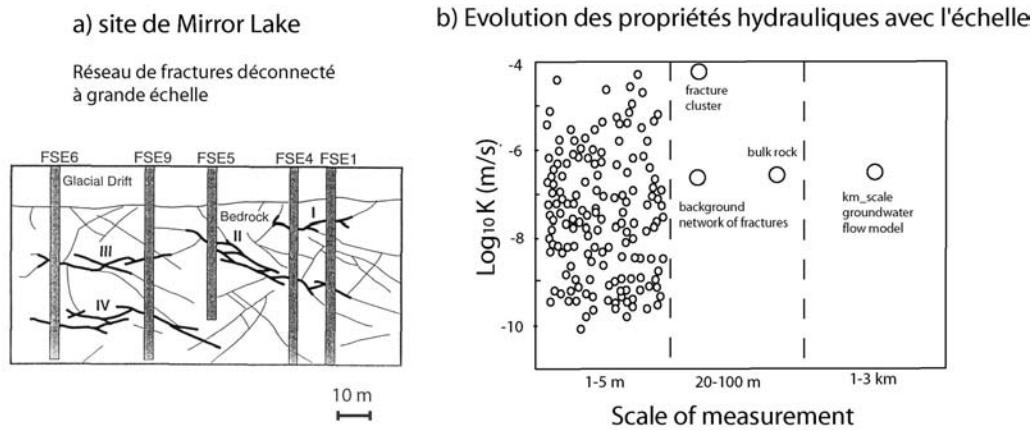 a) site de Mirror Lake
Réseau de fractures déconnecté
à grande échelle
FSE6 FSE9 FSE5 FSE4 FSE1
Glacial Drift
Bedrock
I
II
III
IV
10 m
b) Evolution des propriétés hydrauliques avec l'échelle
Log10K (m/s)
-4
-6
-8
-10
fracture
cluster
bulk rock
background
network of fractures
km_scale
groundwater
flow model
1-5 m 20-100 m 1-3 km
Scale of measurement